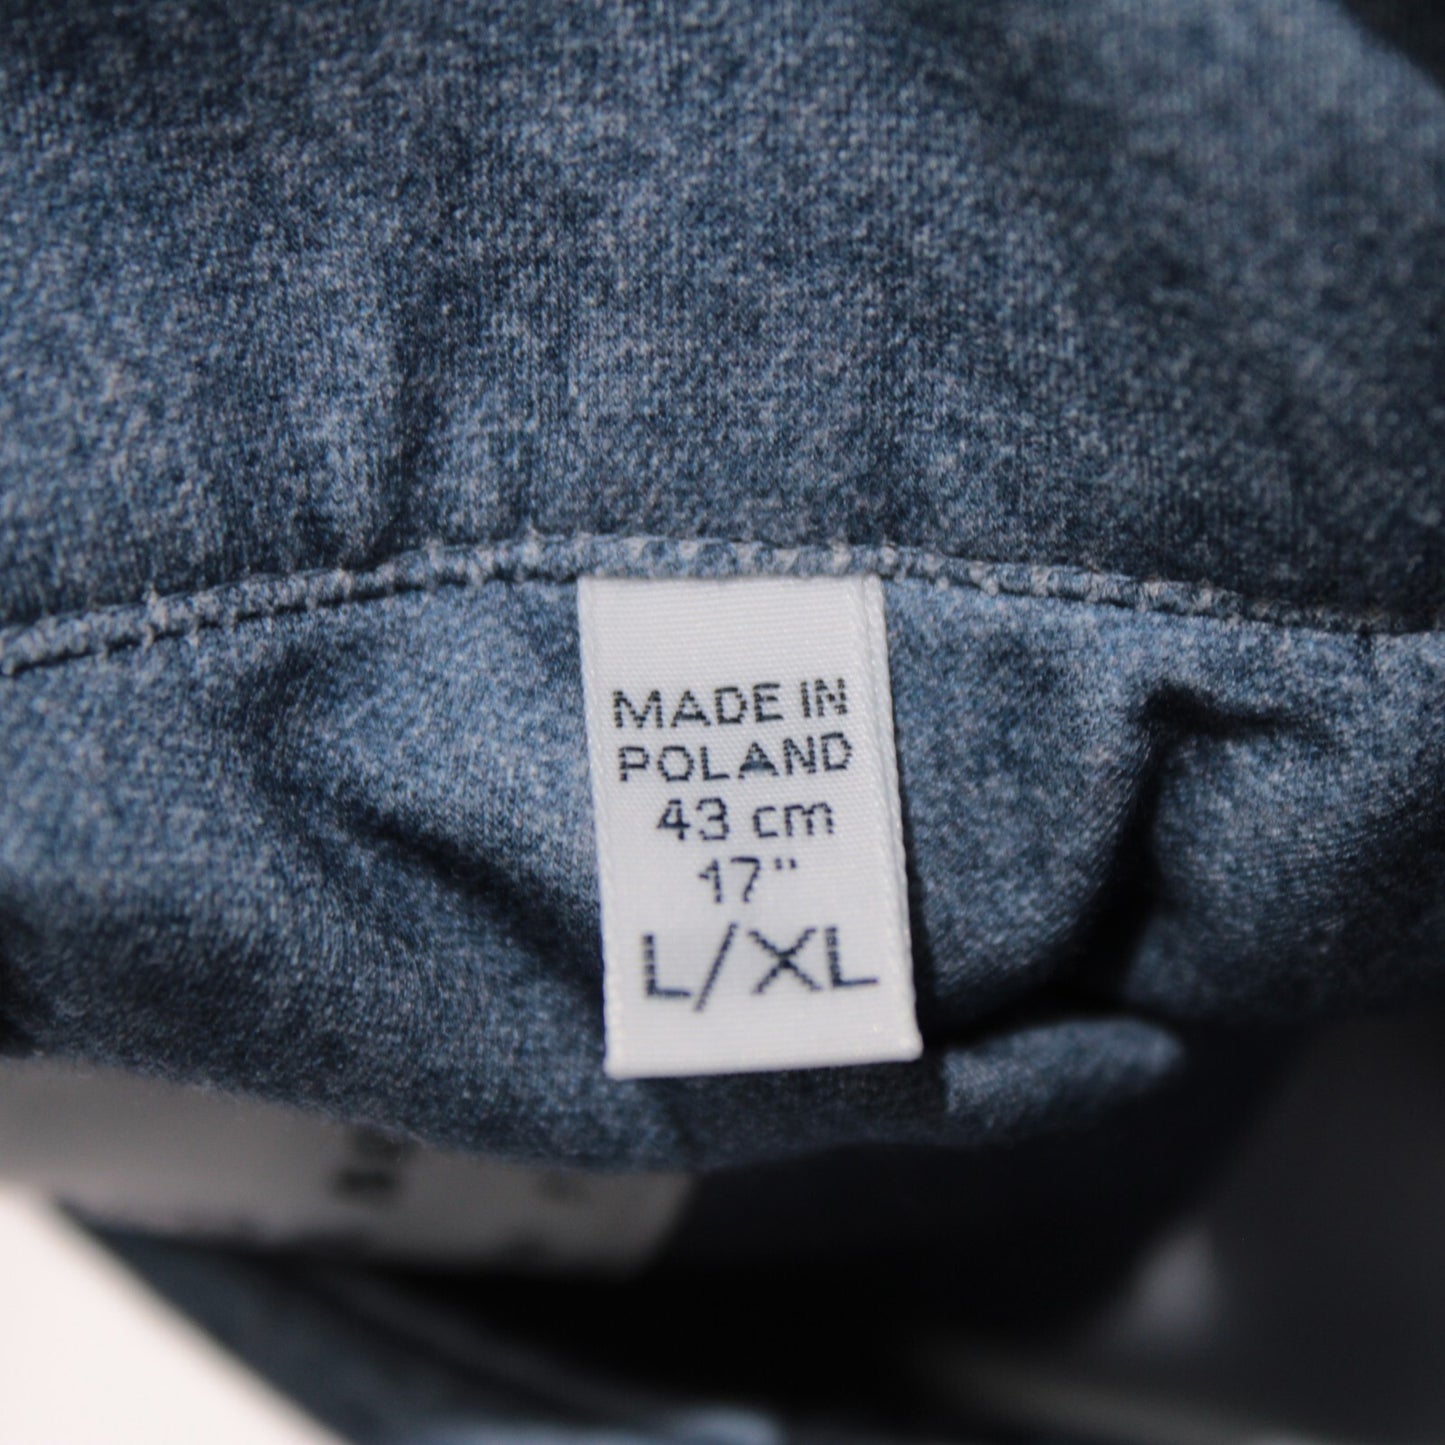 MADE IN
POLAND
43 cm
17"
L/XL